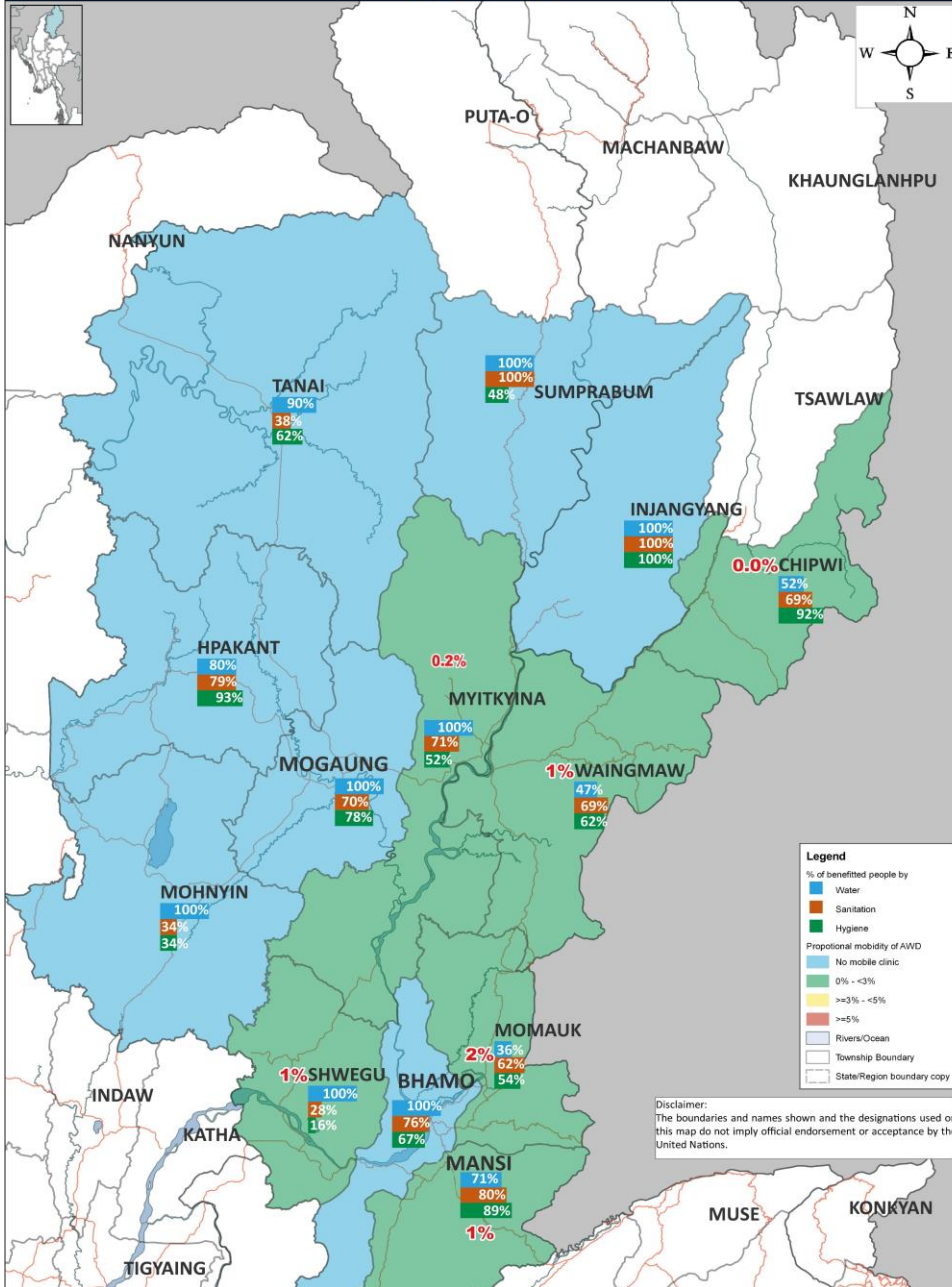 N
W
E
S
PUTA-O
MACHANBAW
KHAUNGLANHPU
NANYUN
TANAI
90%
38%
62%
100%
100%
48%
SUMPRABUM
TSAWLAW
INJANGYANG
100%
100%
100%
0.0% CHIPWI
52%
69%
92%
HPAKANT
80%
79%
93%
0.2%
MYITKYINA
100%
71%
52%
MOGAUNG
100%
70%
78%
1% WAINGMAW
47%
69%
62%
MOHNYIN
100%
34%
34%
Legend
% of benefitted people by
Water
Sanitation
Hygiene
Propotional mobidity of AWD
No mobile clinic
0% - <3%
>=3% - <5%
>=5%
Rivers/Ocean
Township Boundary
State/Region boundary copy
MOMAUK
2%
36%
62%
54%
1% SHWEGU
100%
28%
16%
BHAMO
100%
76%
67%
INDAW
KATHA
Disclaimer:
The boundaries and names shown and the designations used on
this map do not imply official endorsement or acceptance by the
United Nations.
MANSI
71%
80%
89%
1%
MUSE
KONKYAN
TIGYAING